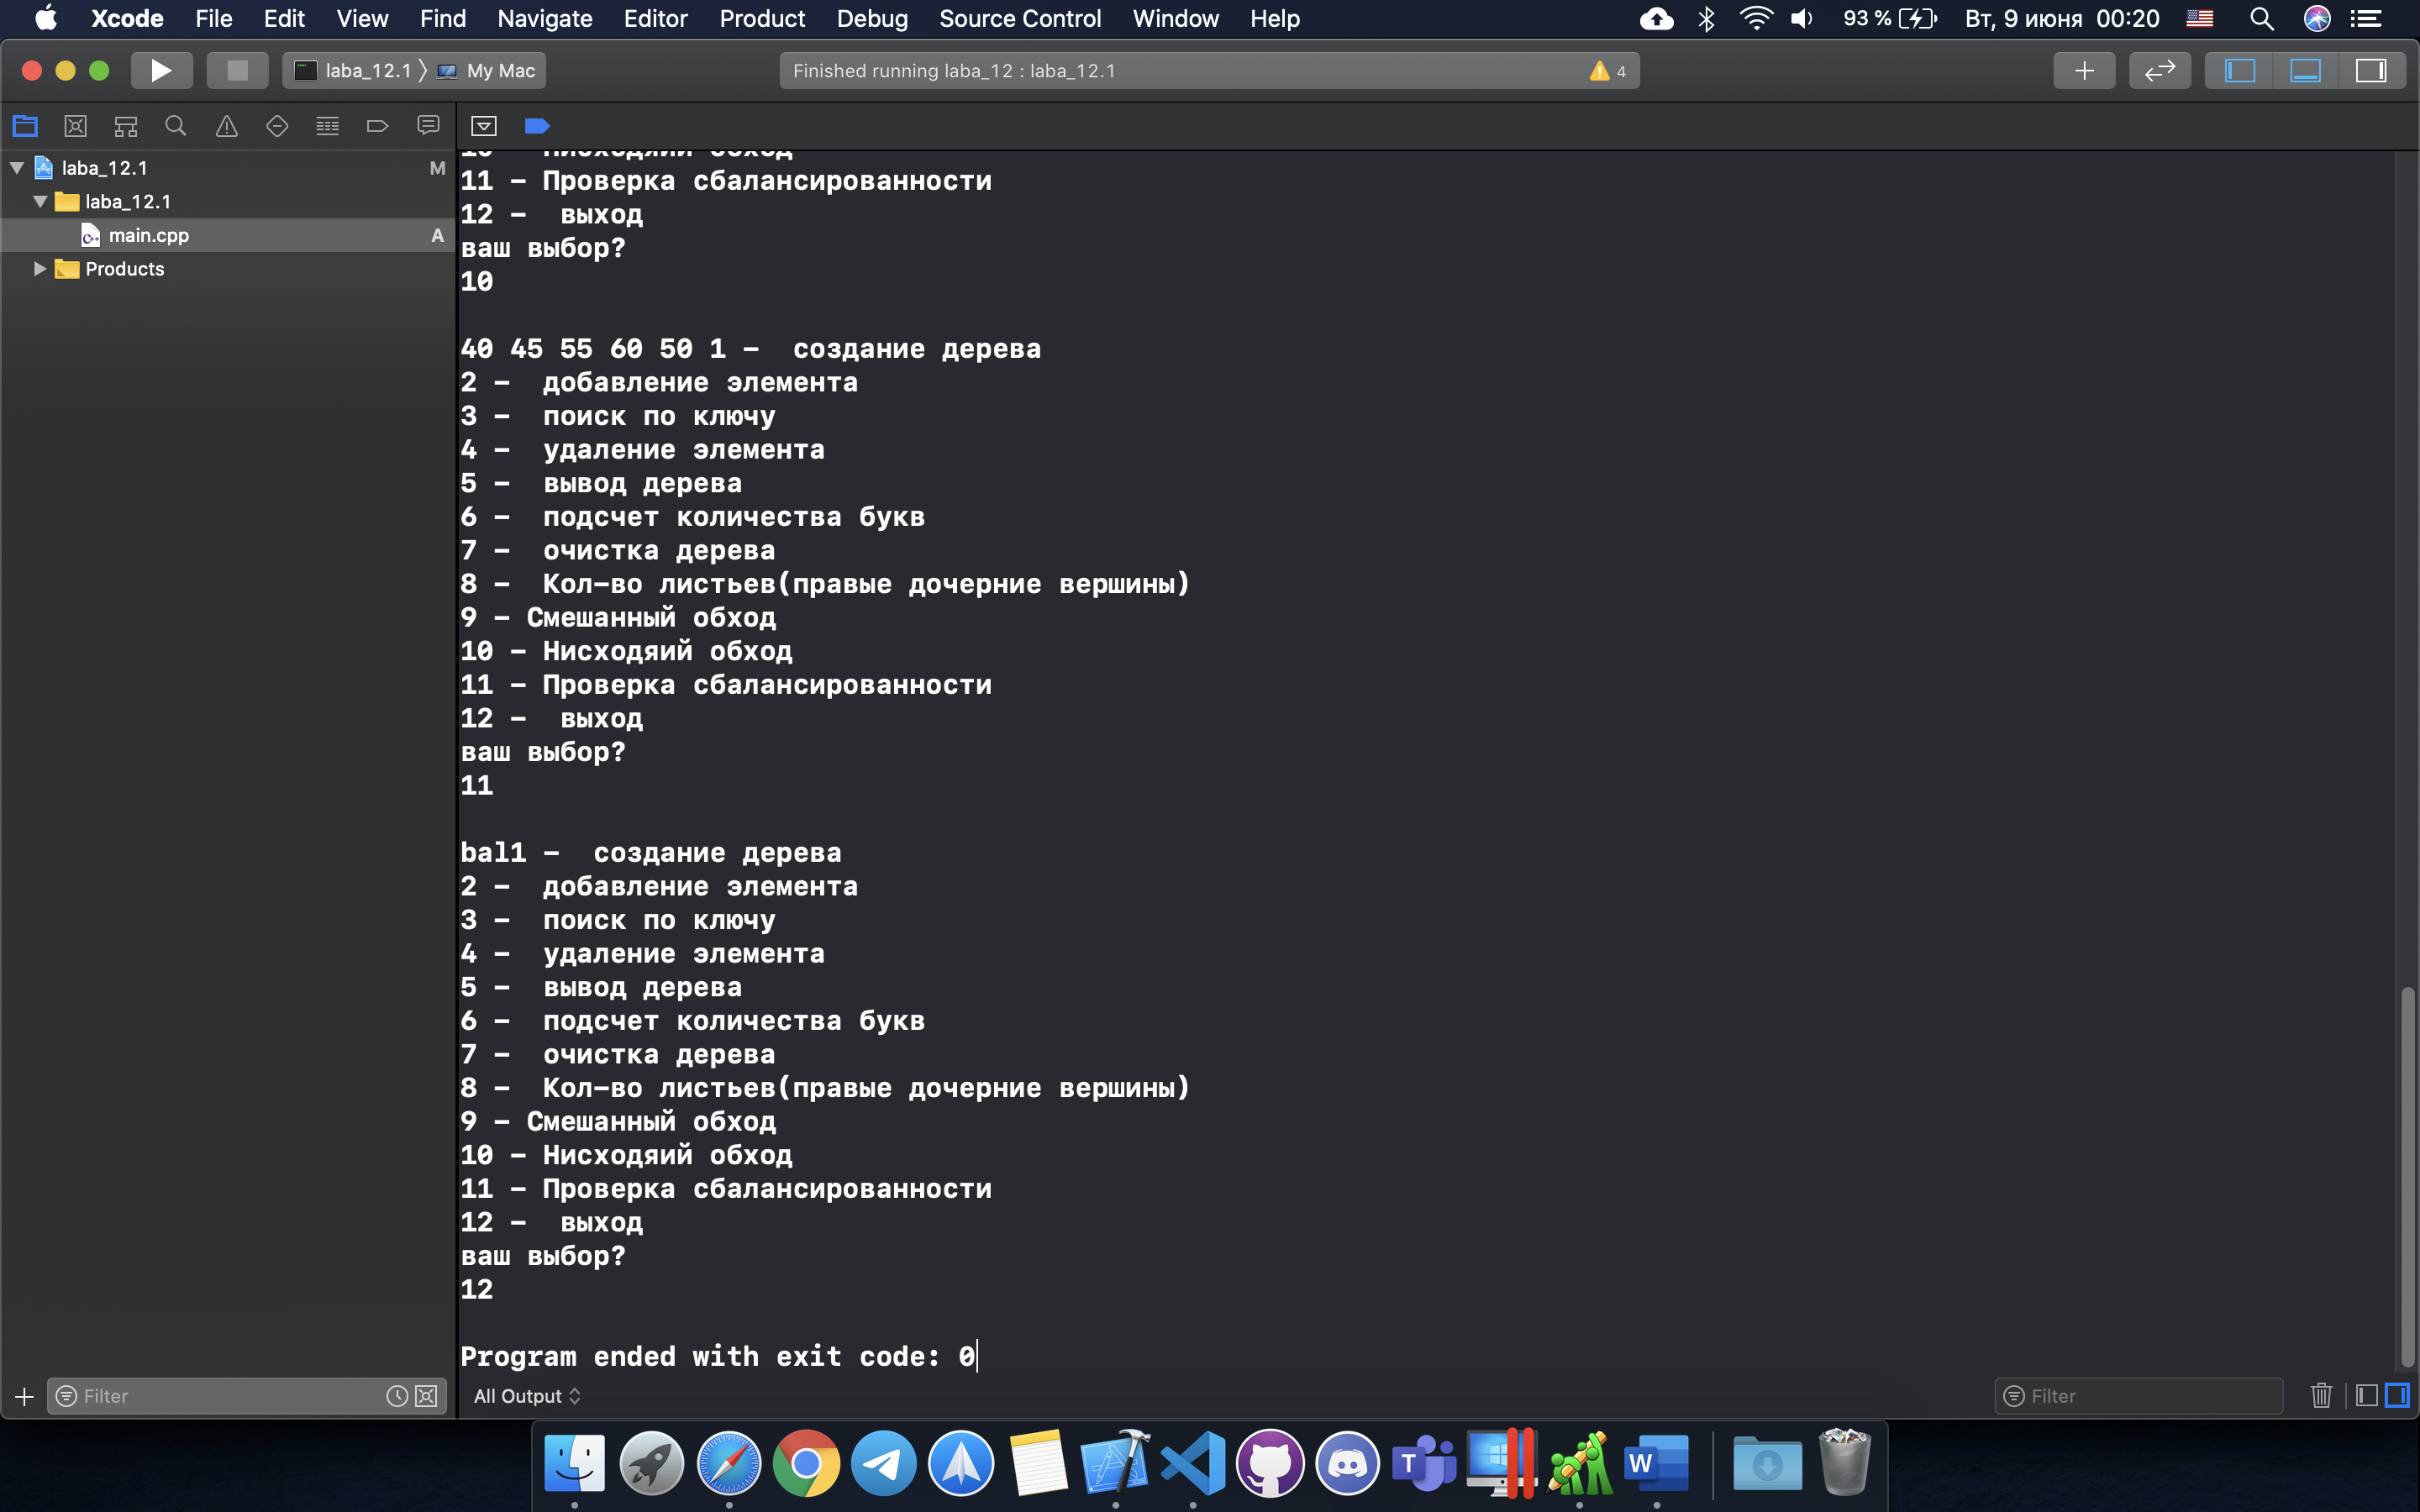 Xcode File Edit View Find Navigate Editor Product Debug Source Control Window Help 93 % Вт, 9 июня 00:20
laba_12.1 My Mac Finished running laba_12 : laba_12.1 4
laba_12.1 M
laba_12.1
main.cpp A
Products
10 – Нисходяий обход
11 – Проверка сбалансированности
12 –  выход
ваш выбор?
10
40 45 55 60 50 1 –  создание дерева
2 –  добавление элемента
3 –  поиск по ключу
4 –  удаление элемента
5 –  вывод дерева
6 –  подсчет количества букв
7 –  очистка дерева
8 –  Кол-во листьев(правые дочерние вершины)
9 – Смешанный обход
10 – Нисходяий обход
11 – Проверка сбалансированности
12 –  выход
ваш выбор?
11
bal1 –  создание дерева
2 –  добавление элемента
3 –  поиск по ключу
4 –  удаление элемента
5 –  вывод дерева
6 –  подсчет количества букв
7 –  очистка дерева
8 –  Кол-во листьев(правые дочерние вершины)
9 – Смешанный обход
10 – Нисходяий обход
11 – Проверка сбалансированности
12 –  выход
ваш выбор?
12
Program ended with exit code: 0
Filter All Output Filter
T W